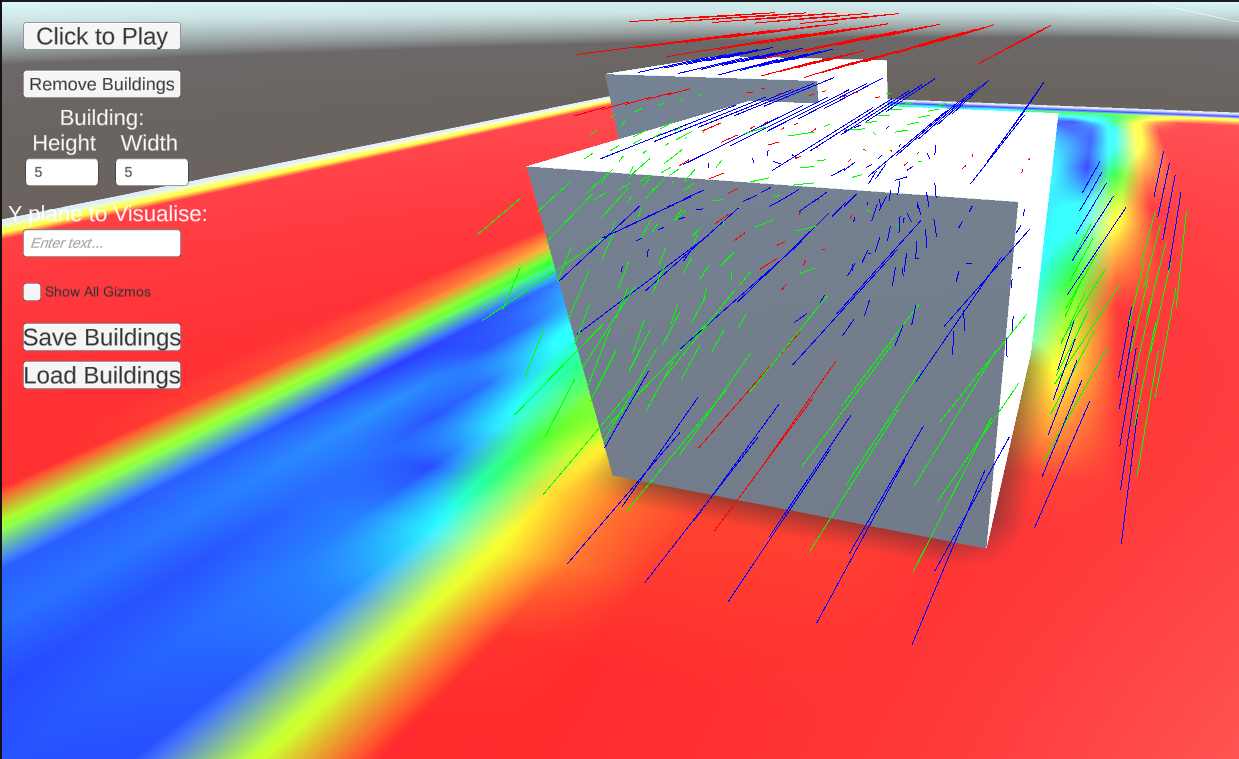 Click to Play
Remove Buildings
Building:
Height Width
5 5
Y plane to Visualise:
Enter text...
Show All Gizmos
Save Buildings
Load Buildings